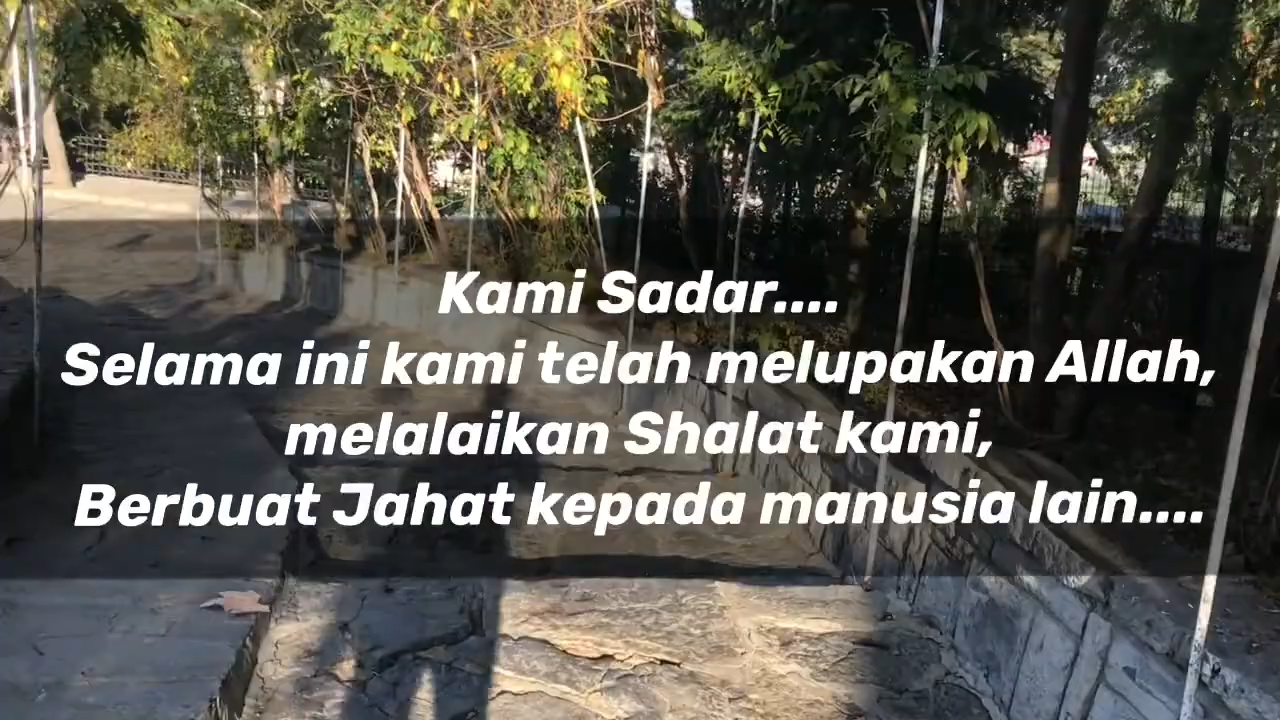 Kami Sadar....
Selama ini kami telah melupakan Allah,
melalaikan Shalat kami,
Berbuat Jahat kepada manusia lain....